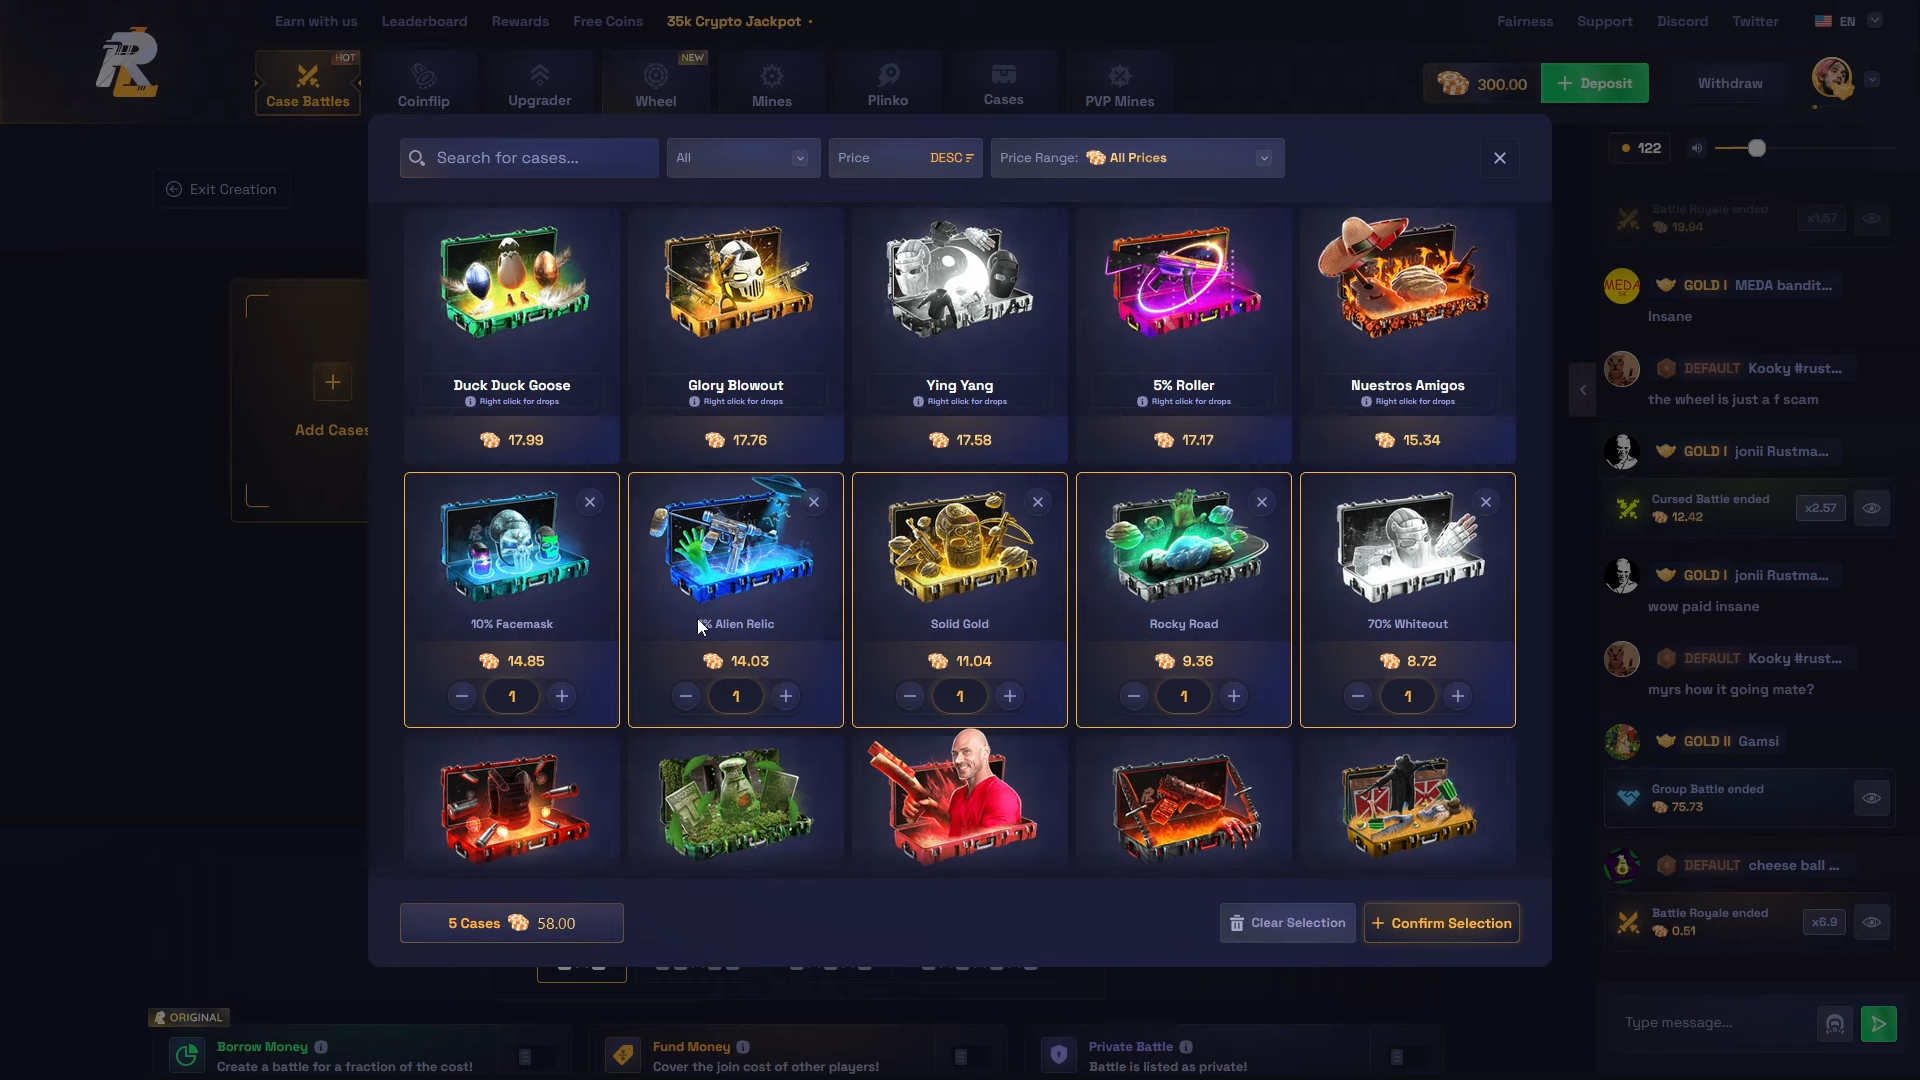 Earn with us
Leaderboard
Rewards
Free Coins
35k Crypto Jackpot
Fairness
Support
Discord
Twitter
EN
HOT
Case Battles
Coinflip
Upgrader
NEW
Wheel
Mines
Plinko
Cases
PVP Mines
300.00
Deposit
Withdraw
Search for cases...
All
Price
DESC
Price Range:
All Prices
122
Exit Creation
Add Cases
Duck Duck Goose
Right click for drops
17.99
Glory Blowout
Right click for drops
17.76
Ying Yang
Right click for drops
17.58
5% Roller
Right click for drops
17.17
Nuestros Amigos
Right click for drops
15.34
10% Facemask
14.85
1
% Alien Relic
14.03
1
Solid Gold
11.04
1
Rocky Road
9.36
1
70% Whiteout
8.72
1
5 Cases
58.00
Clear Selection
Confirm Selection
Battle Royale ended
19.94
x1.57
MEDA
GOLD I MEDA bandit...
Insane
DEFAULT Kooky #rust...
the wheel is just a f scam
GOLD I jonii Rustma...
Cursed Battle ended
12.42
x2.57
GOLD I jonii Rustma...
wow paid insane
DEFAULT Kooky #rust...
myrs how it going mate?
GOLD II Gamsi
Group Battle ended
75.73
DEFAULT cheese ball ...
Battle Royale ended
0.51
x6.9
Type message...
ORIGINAL
Borrow Money
Create a battle for a fraction of the cost!
Fund Money
Cover the join cost of other players!
Private Battle
Battle is listed as private!